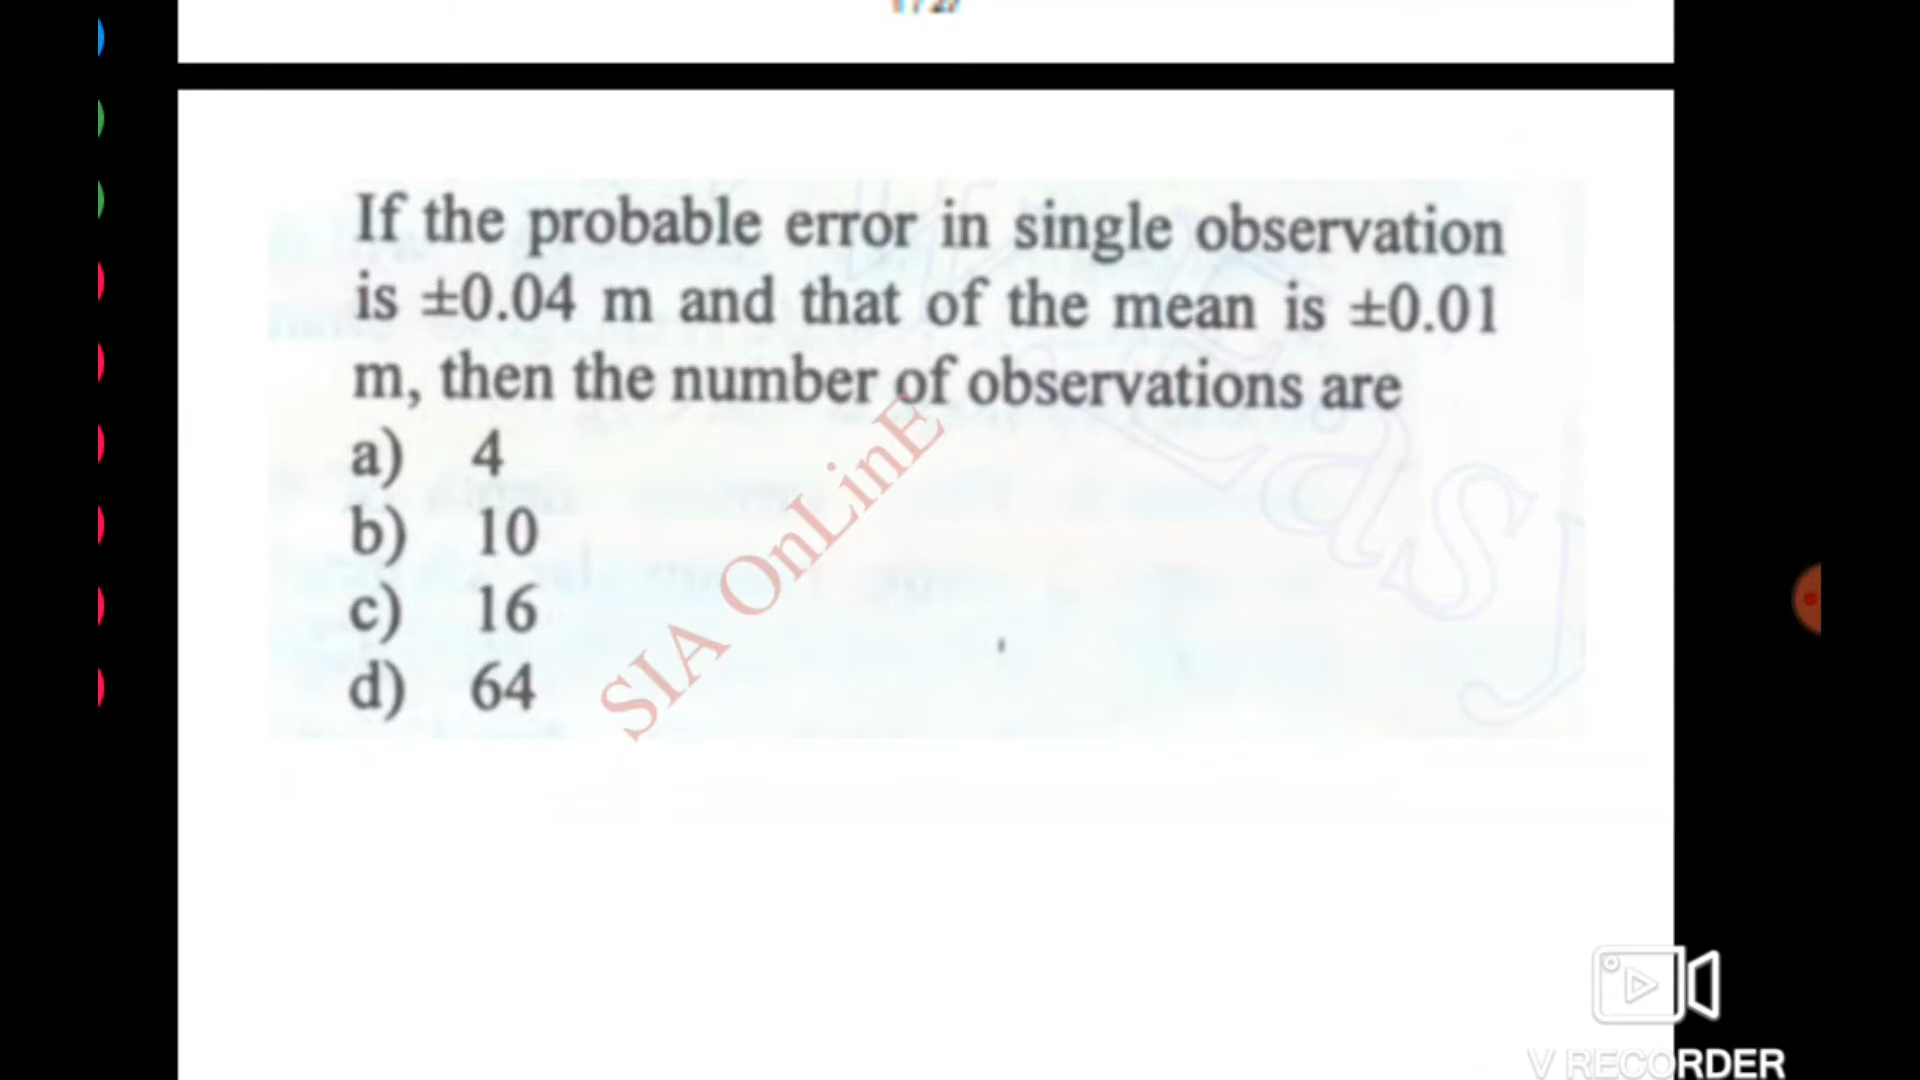 If the probable error in single observation
is ±0.04 m and that of the mean is ±0.01
m, then the number of observations are
a) 4
b) 10
c) 16
d) 64
SIA OnLinE
Easy
V RECORDER